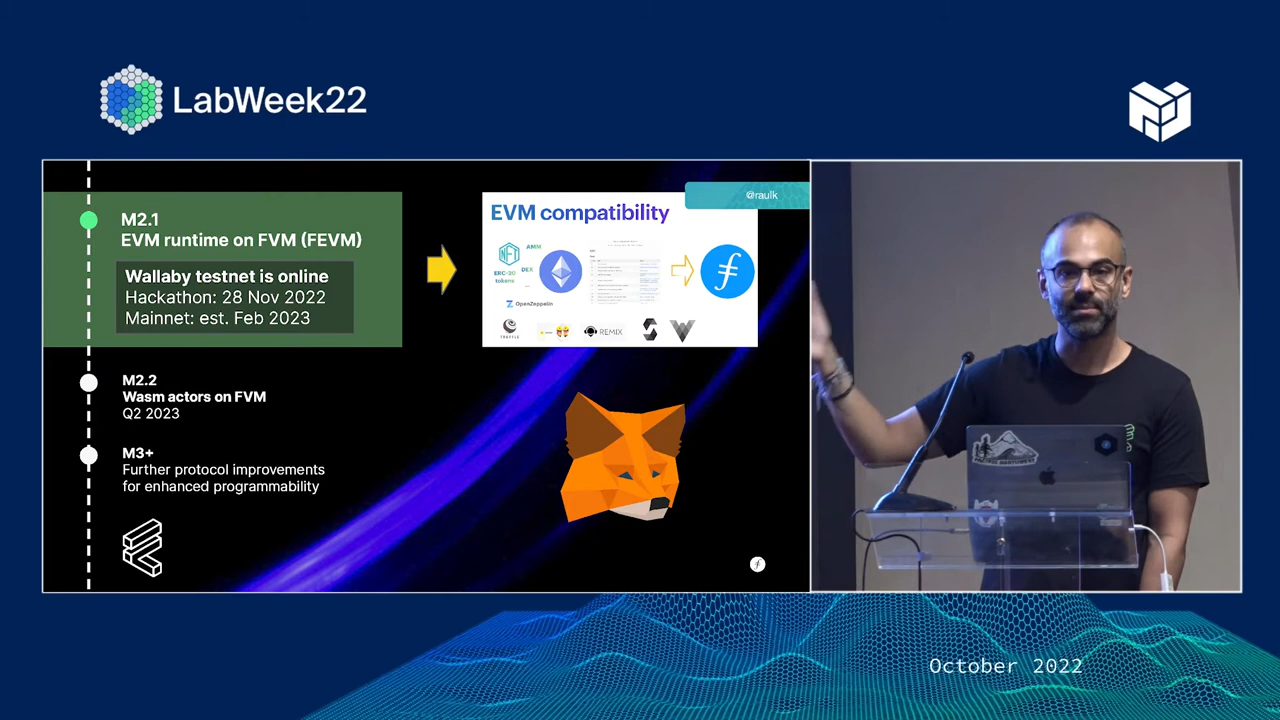 LabWeek22
@raulk
M2.1
EVM runtime on FVM (FEVM)
Wallaby testnet is online
Hackathon: 28 Nov 2022
Mainnet: est. Feb 2023
EVM compatibility
NFT
AMM
ERC-20
tokens
DEX
OpenZeppelin
TRUFFLE
REMIX
M2.2
Wasm actors on FVM
Q2 2023
M3+
Further protocol improvements
for enhanced programmability
October 2022